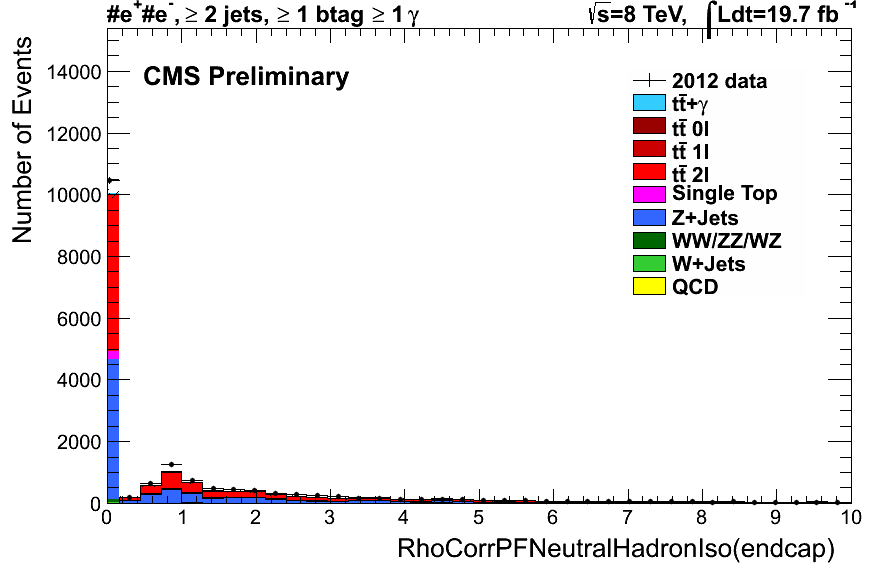 #e⁺#e⁻, ≥ 2 jets, ≥ 1 btag ≥ 1 γ √s=8 TeV, ∫Ldt=19.7 fb⁻¹
CMS Preliminary
Number of Events
14000
12000
10000
8000
6000
4000
2000
0
2012 data
tt̄+γ
tt̄ 0l
tt̄ 1l
tt̄ 2l
Single Top
Z+Jets
WW/ZZ/WZ
W+Jets
QCD
0 1 2 3 4 5 6 7 8 9 10
RhoCorrPFNeutralHadronIso(endcap)